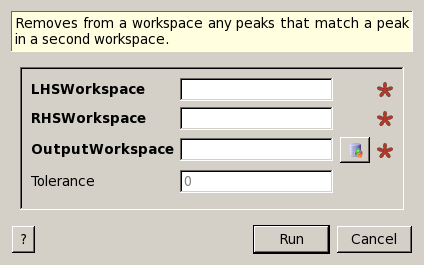 Removes from a workspace any peaks that match a peak
in a second workspace.
LHSWorkspace
RHSWorkspace
OutputWorkspace
Tolerance 0
? Run Cancel